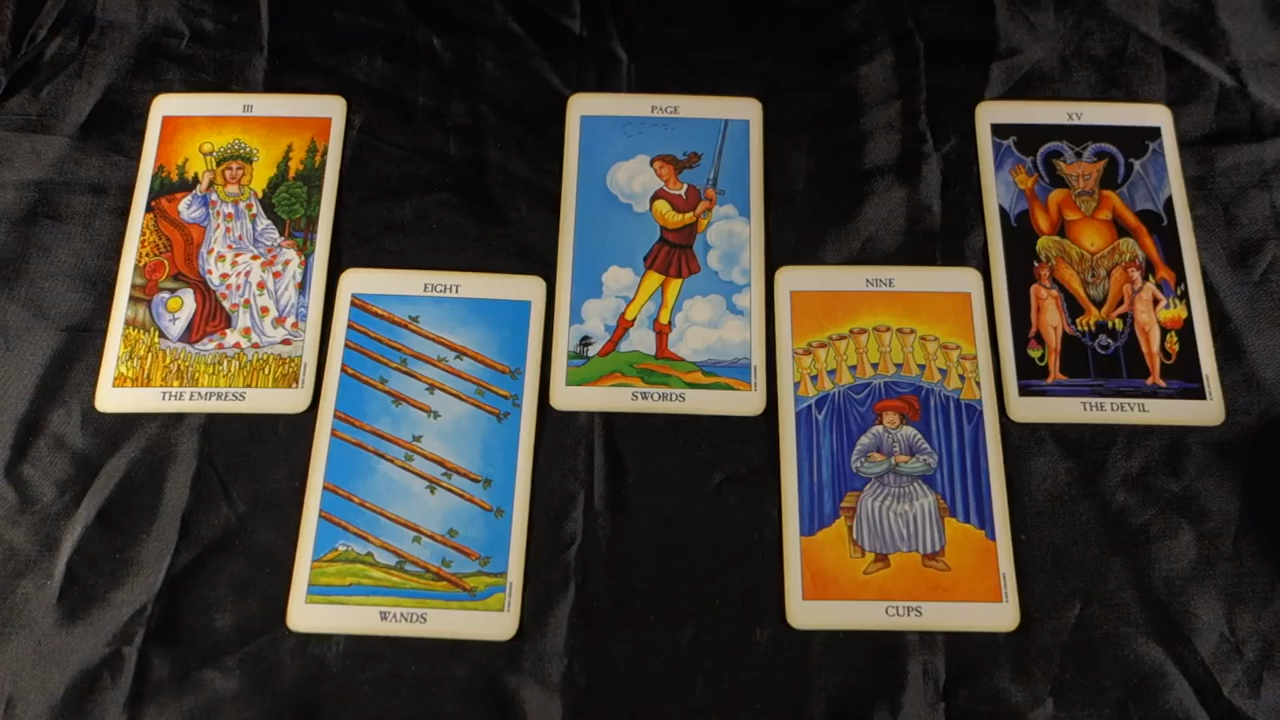 III
THE EMPRESS
EIGHT
WANDS
PAGE
SWORDS
NINE
CUPS
XV
THE DEVIL